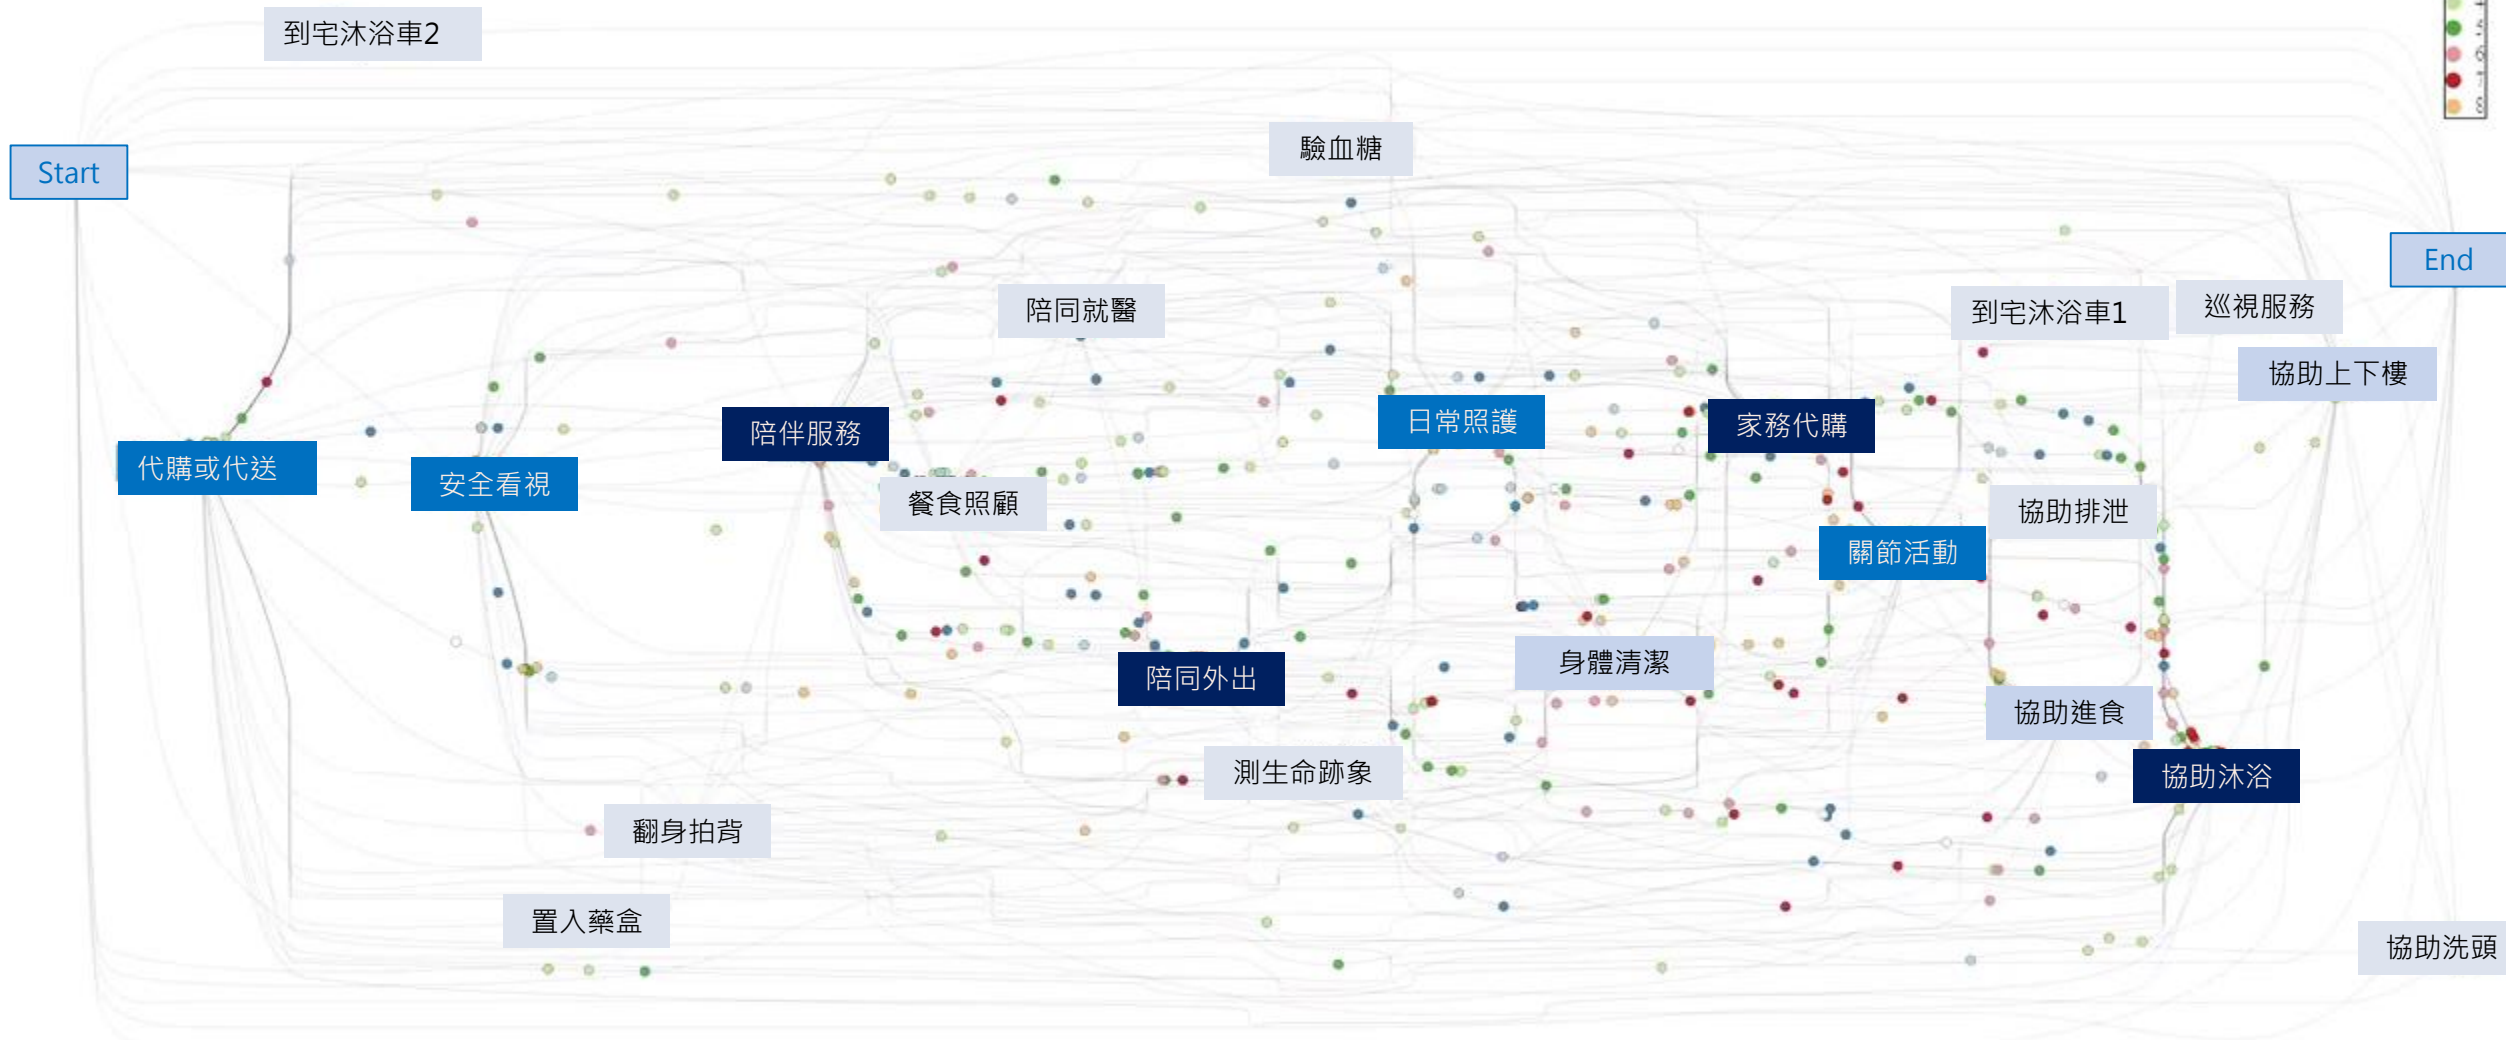 到宅沐浴車2
5
6
7
8
驗血糖
Start
End
陪同就醫
到宅沐浴車1
巡視服務
協助上下樓
陪伴服務
日常照護
家務代購
代購或代送
安全看視
餐食照顧
協助排泄
關節活動
身體清潔
陪同外出
協助進食
測生命跡象
協助沐浴
翻身拍背
置入藥盒
協助洗頭